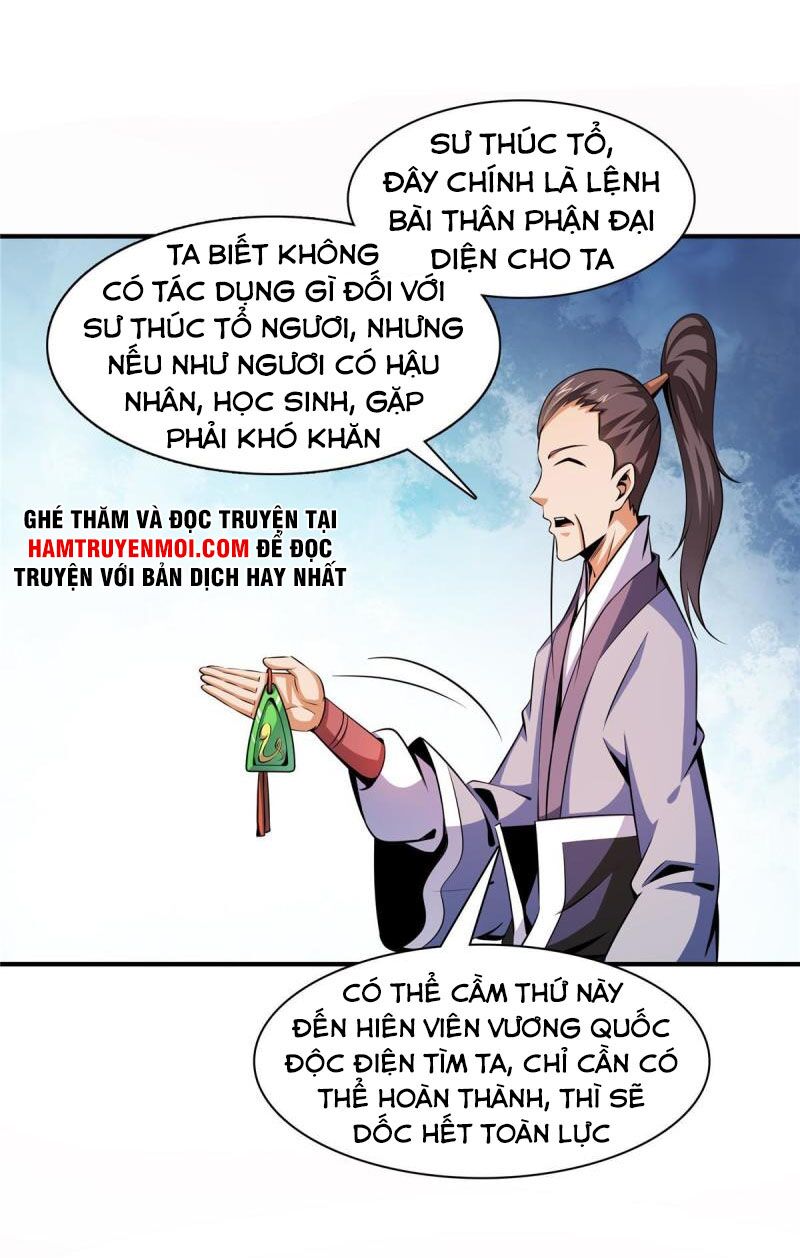 SƯ THÚC TỔ,
ĐÂY CHÍNH LÀ LỆNH
BÀI THÂN PHẬN ĐẠI
DIỆN CHO TA
TA BIẾT KHÔNG
CÓ TÁC DỤNG GÌ ĐỐI VỚI
SƯ THÚC TỔ NGƯƠI, NHƯNG
NẾU NHƯ NGƯƠI CÓ HẬU
NHÂN, HỌC SINH, GẶP
PHẢI KHÓ KHĂN
GHÉ THĂM VÀ ĐỌC TRUYỆN TẠI
HAMTRUYENMOI.COM ĐỂ ĐỌC
TRUYỆN VỚI BẢN DỊCH HAY NHẤT
CÓ THỂ CẦM THỨ NÀY
ĐẾN HIÊN VIÊN VƯƠNG QUỐC
ĐỘC ĐIỆN TÌM TA, CHỈ CẦN CÓ
THỂ HOÀN THÀNH, THÌ SẼ
DỐC HẾT TOÀN LỰC